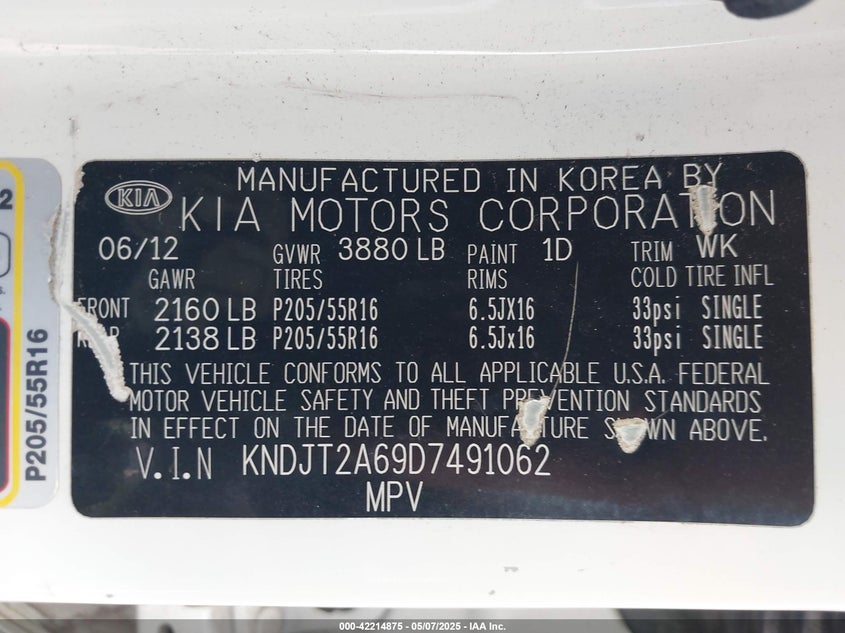 MANUFACTURED IN KOREA BY
KIA KIA MOTORS CORPORATION
06/12 GVWR 3880 LB PAINT 1D TRIM WK
GAWR TIRES RIMS COLD TIRE INFL
FRONT 2160 LB P205/55R16 6.5JX16 33psi SINGLE
2138 LB P205/55R16 6.5Jx16 33psi SINGLE
THIS VEHICLE CONFORMS TO ALL APPLICABLE U.S.A. FEDERAL
MOTOR VEHICLE SAFETY AND THEFT PREVENTION STANDARDS
IN EFFECT ON THE DATE OF MANUFACTURE SHOWN ABOVE.
V.I.N KNDJT2A69D7491062
MPV
P205/55R16
2
000-42214875 - 05/07/2025 - IAA Inc.